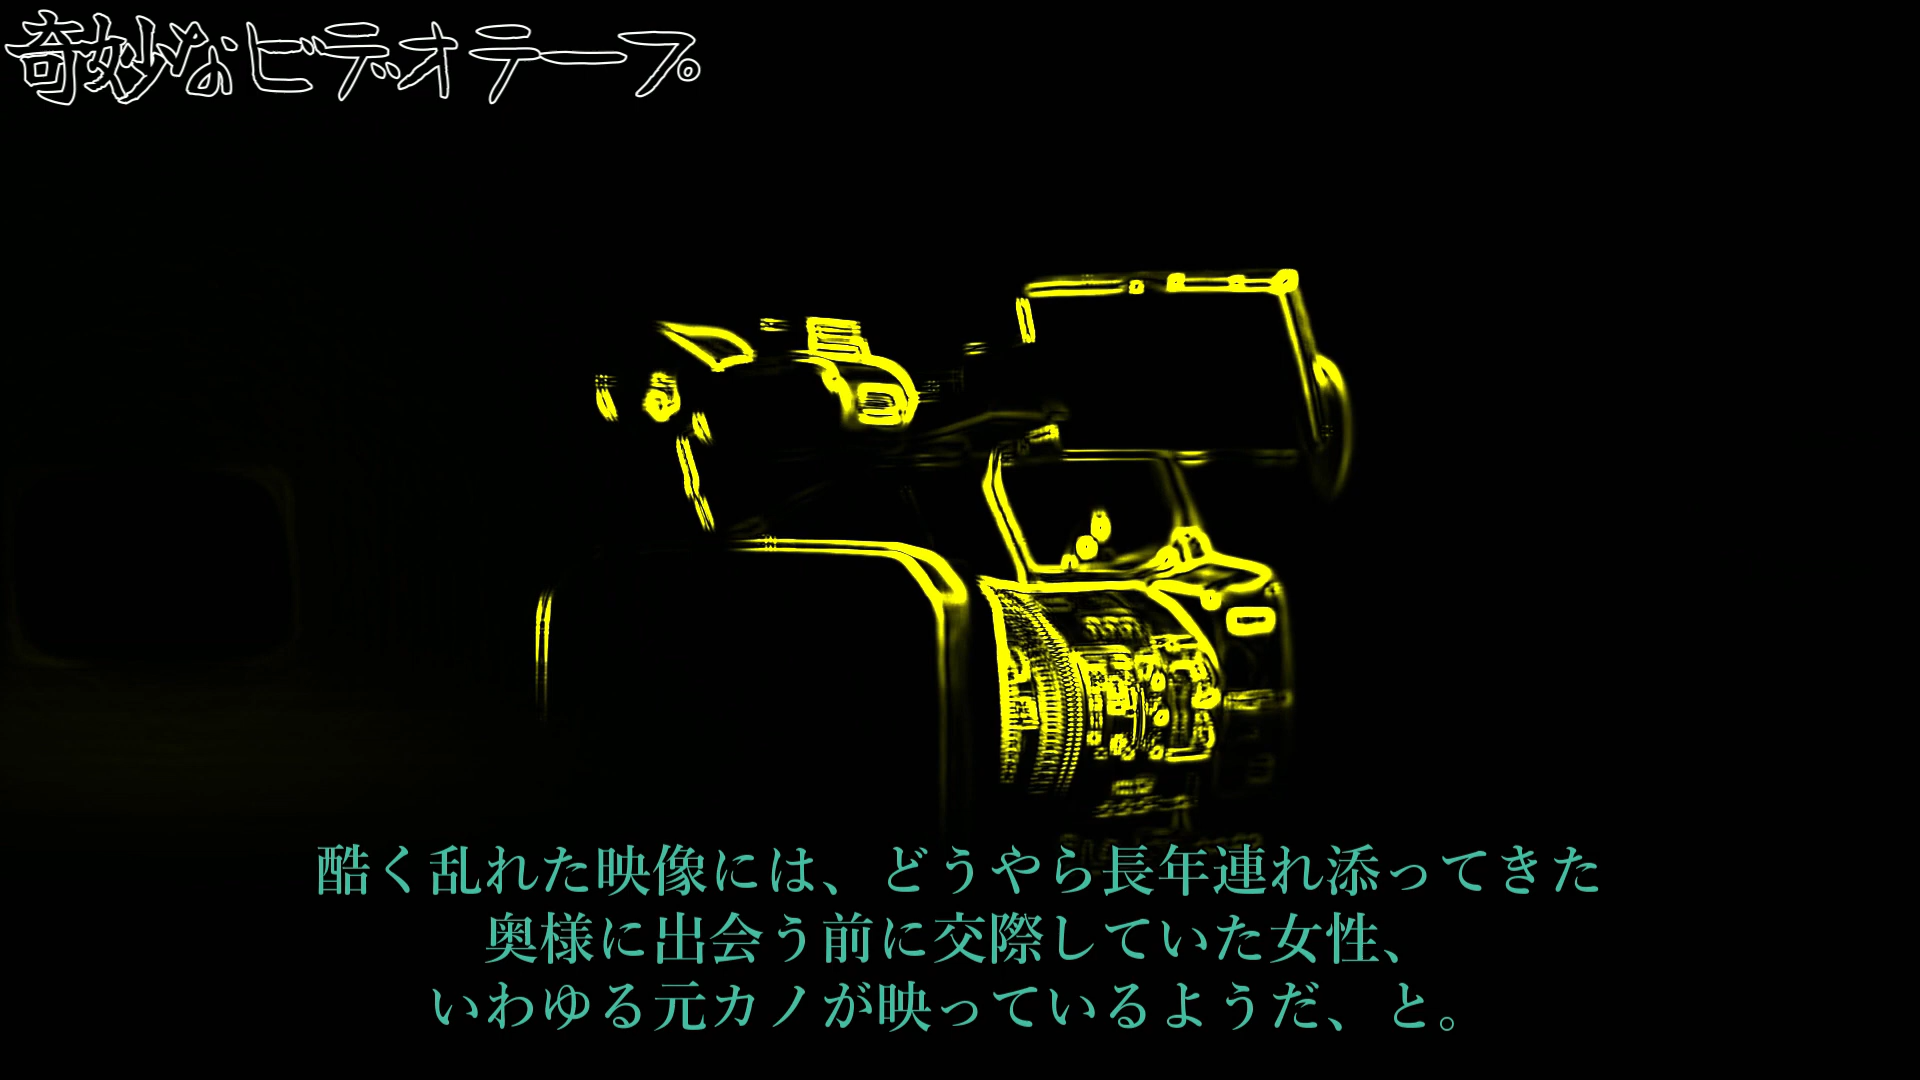 奇妙なビデオテープ
酷く乱れた映像には、どうやら長年連れ添ってきた
奥様に出会う前に交際していた女性、
いわゆる元カノが映っているようだ、と。